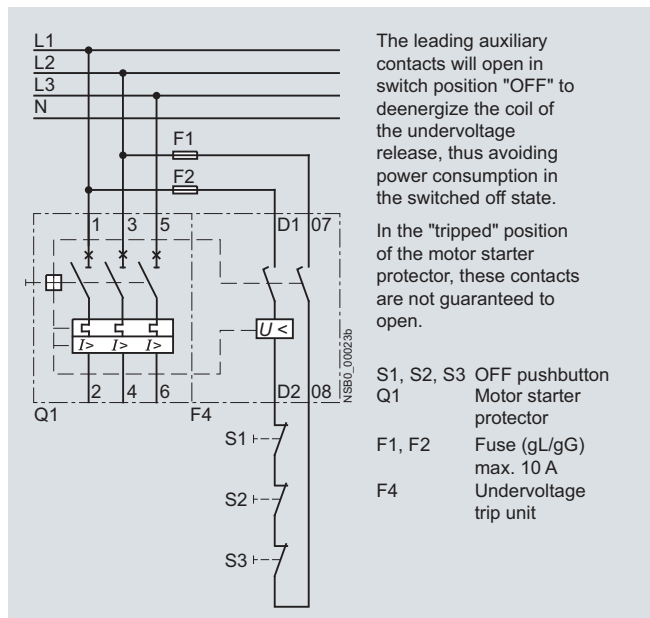 L1
L2
L3
N
F1
F2
1 3 5 D1 07
U <
I> I> I>
2 4 6 D2 08
Q1 F4
NSB0_00023b
S1
S2
S3
The leading auxiliary
contacts will open in
switch position "OFF" to
deenergize the coil of
the undervoltage
release, thus avoiding
power consumption in
the switched off state.
In the "tripped" position
of the motor starter
protector, these contacts
are not guaranteed to
open.
S1, S2, S3 OFF pushbutton
Q1 Motor starter
protector
F1, F2 Fuse (gL/gG)
max. 10 A
F4 Undervoltage
trip unit